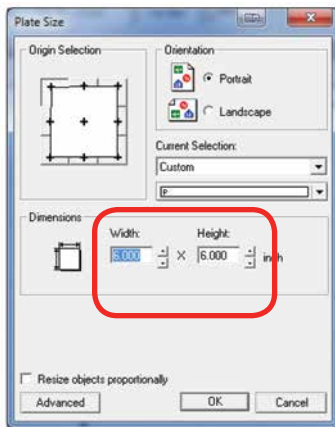 Plate Size
Origin Selection
Orientation
Portrait
Landscape
Current Selection:
Custom
P
Dimensions
Width:
Height:
6.000
X
6.000
inch
Resize objects proportionally
Advanced
OK
Cancel